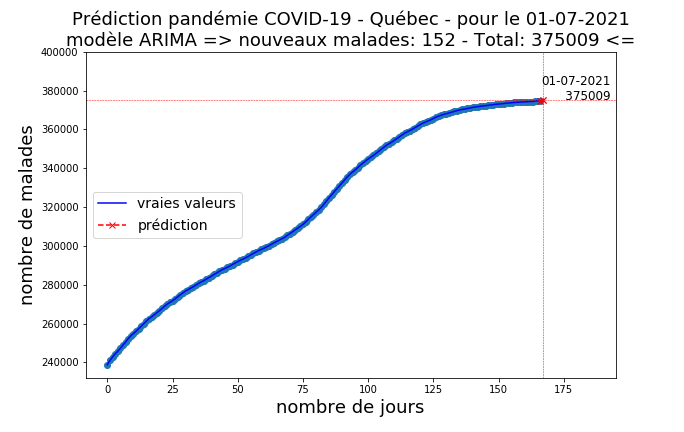 Prédiction pandémie COVID-19 - Québec - pour le 01-07-2021
modèle ARIMA => nouveaux malades: 152 - Total: 375009 <=
400000
380000
360000
340000
320000
300000
280000
260000
240000
nombre de malades
01-07-2021
375009
vraies valeurs
prédiction
0 25 50 75 100 125 150 175
nombre de jours